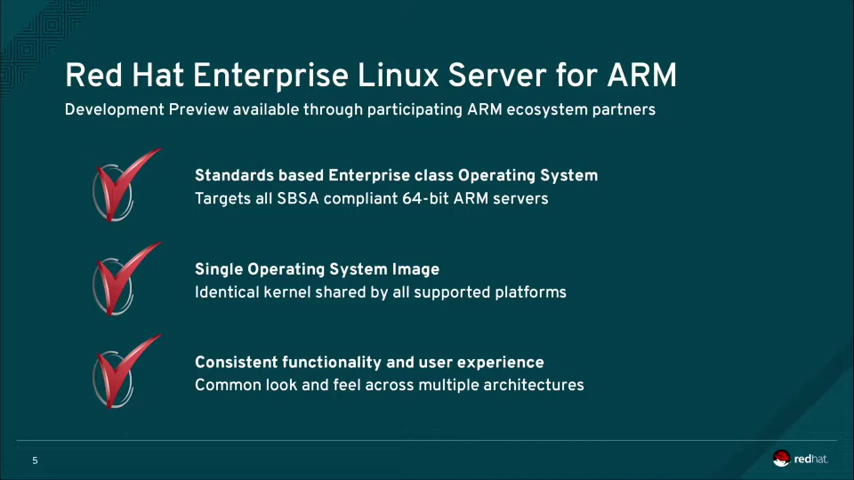 Red Hat Enterprise Linux Server for ARM
Development Preview available through participating ARM ecosystem partners
Standards based Enterprise class Operating System
Targets all SBSA compliant 64-bit ARM servers
Single Operating System Image
Identical kernel shared by all supported platforms
Consistent functionality and user experience
Common look and feel across multiple architectures
5
redhat.